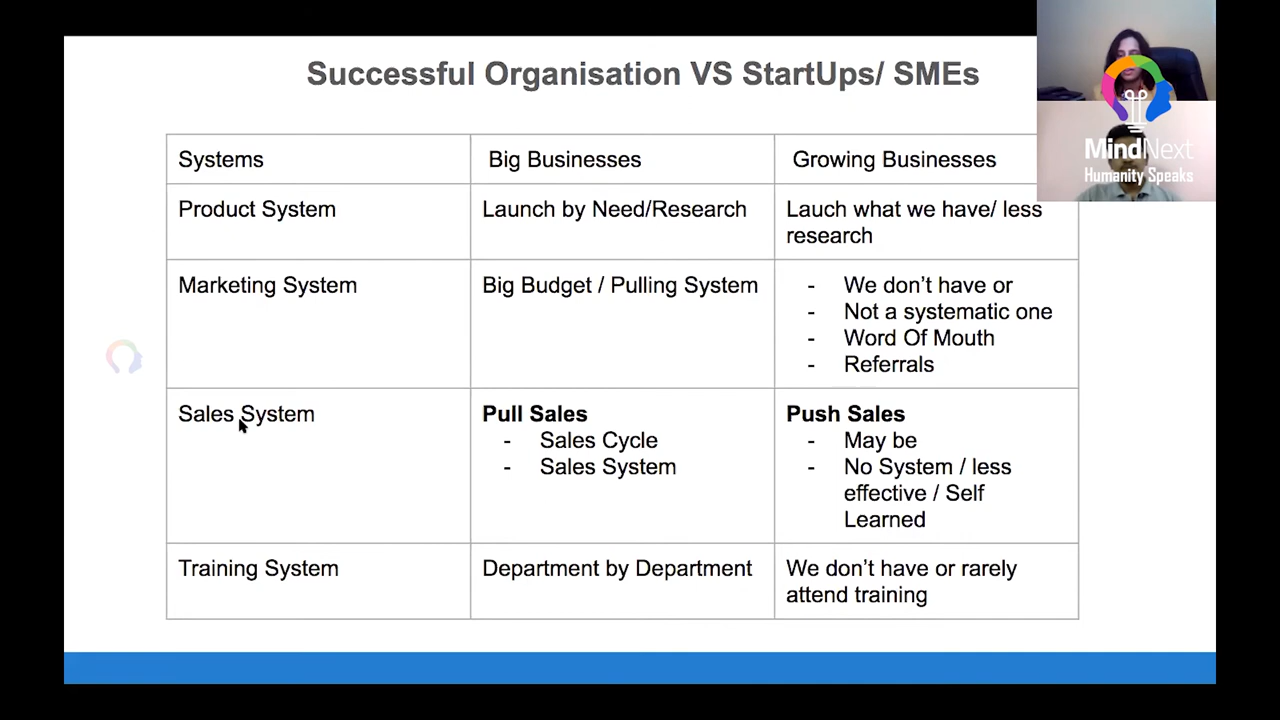 Successful Organisation VS StartUps/ SMEs
MindNext
Humanity Speaks
Systems
Big Businesses
Growing Businesses
Product System
Launch by Need/Research
Lauch what we have/ less
research
Marketing System
Big Budget / Pulling System
- We don’t have or
- Not a systematic one
- Word Of Mouth
- Referrals
Sales System
Pull Sales
- Sales Cycle
- Sales System
Push Sales
- May be
- No System / less
effective / Self
Learned
Training System
Department by Department
We don’t have or rarely
attend training